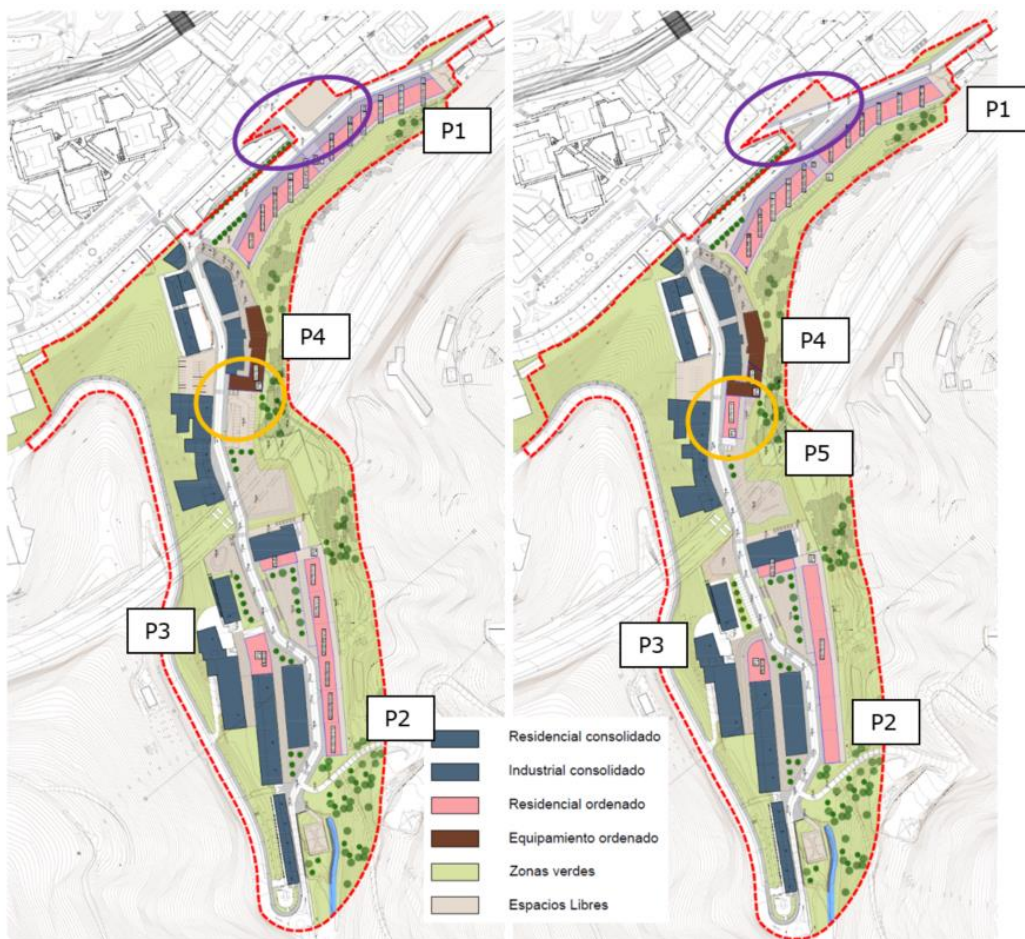 P1
P1
P4
P4
P5
P3
P3
P2
P2
Residencial consolidado
Industrial consolidado
Residencial ordenado
Equipamiento ordenado
Zonas verdes
Espacios Libres